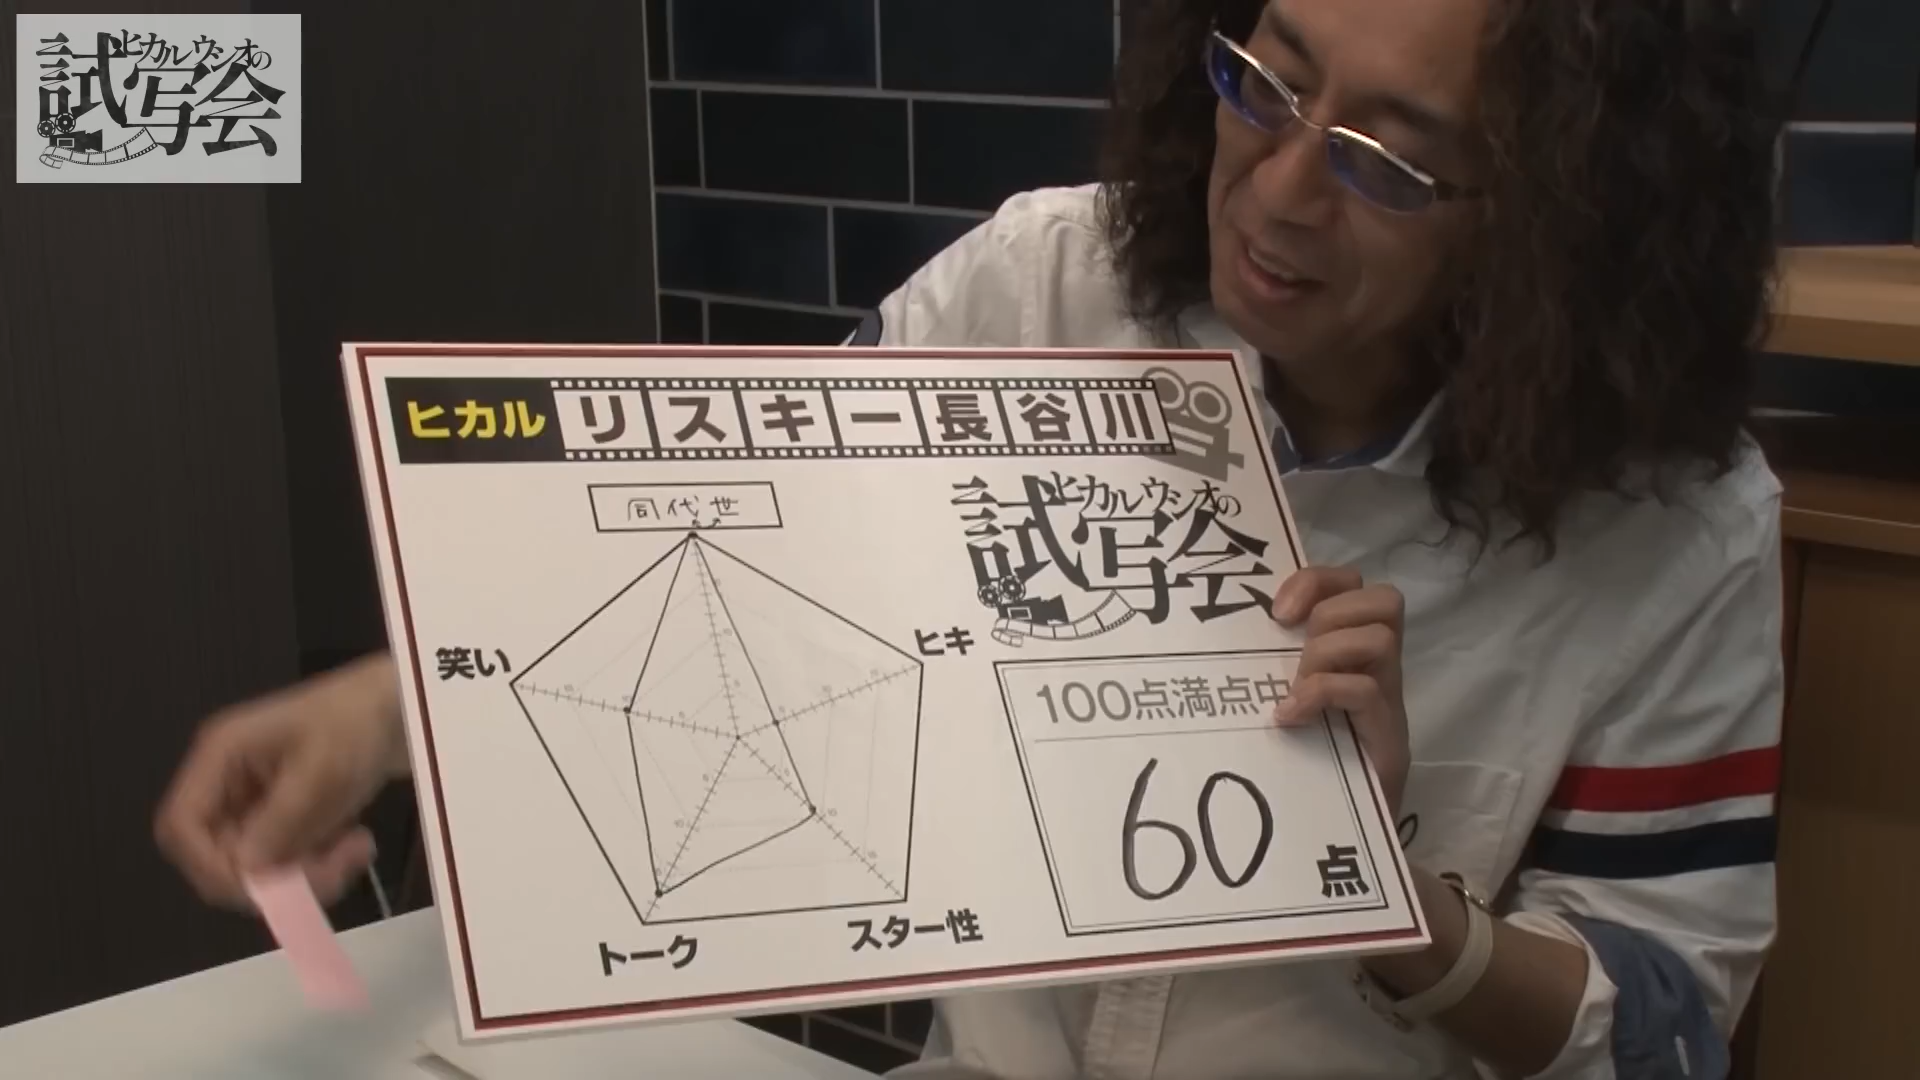 ヒカルウシオの
試写会
ヒカル リスキー長谷川
同代世
ヒカルウシオの
試写会
笑い
ヒキ
100点満点中
60点
トーク
スター性